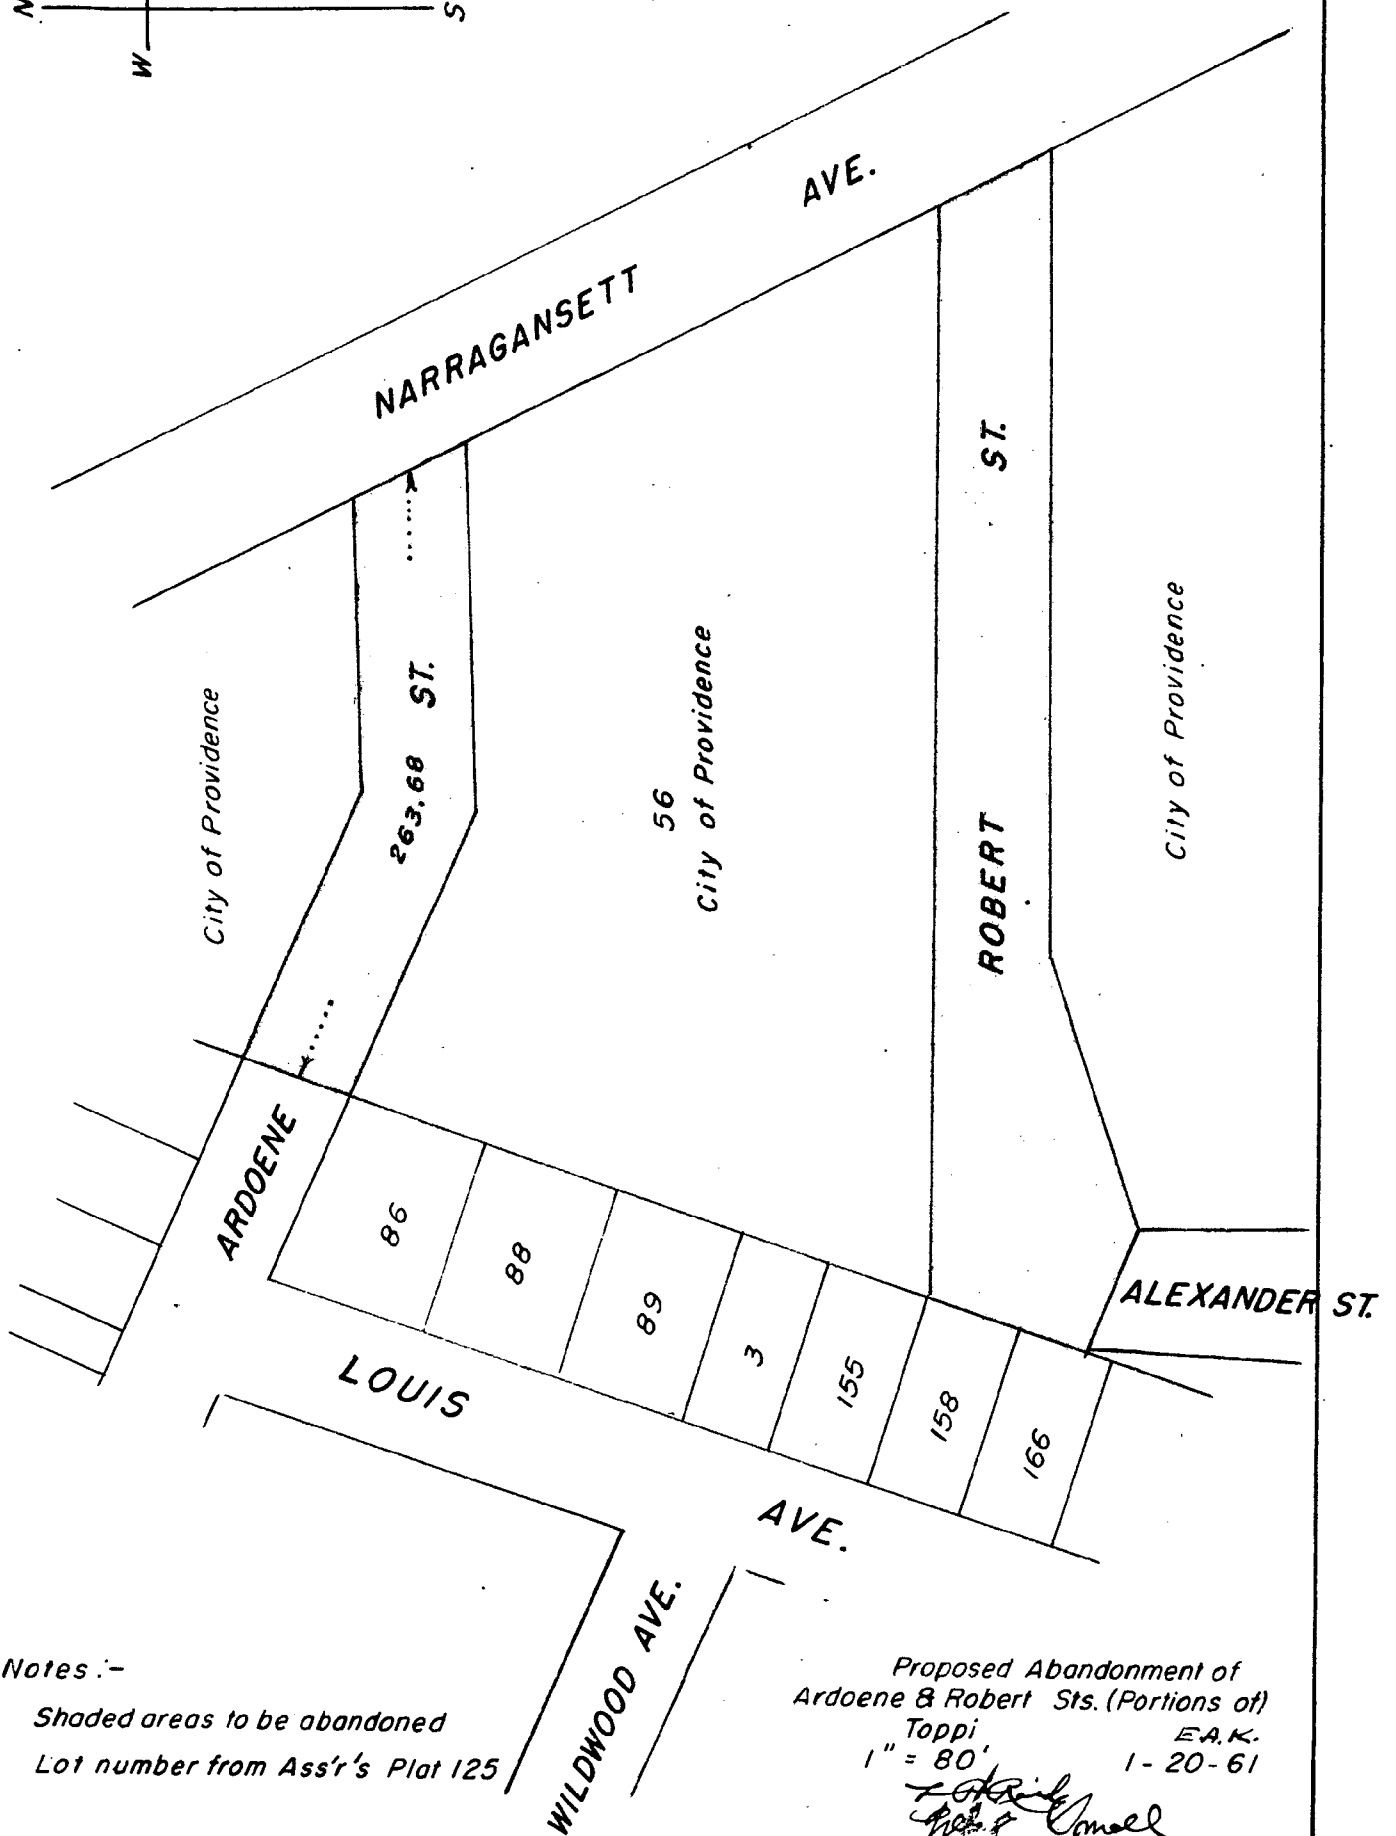 N
S
W
NARRAGANSETT AVE.
ARDOENE ST.
263.68
City of Providence
56
City of Providence
ROBERT ST.
City of Providence
ALEXANDER ST.
86
88
89
3
155
158
166
LOUIS AVE.
WILDWOOD AVE.
Notes :-
Shaded areas to be abandoned
Lot number from Ass'r's Plat 125
Proposed Abandonment of
Ardoene & Robert Sts. (Portions of)
Toppi E.A.K.
1" = 80' 1-20-61